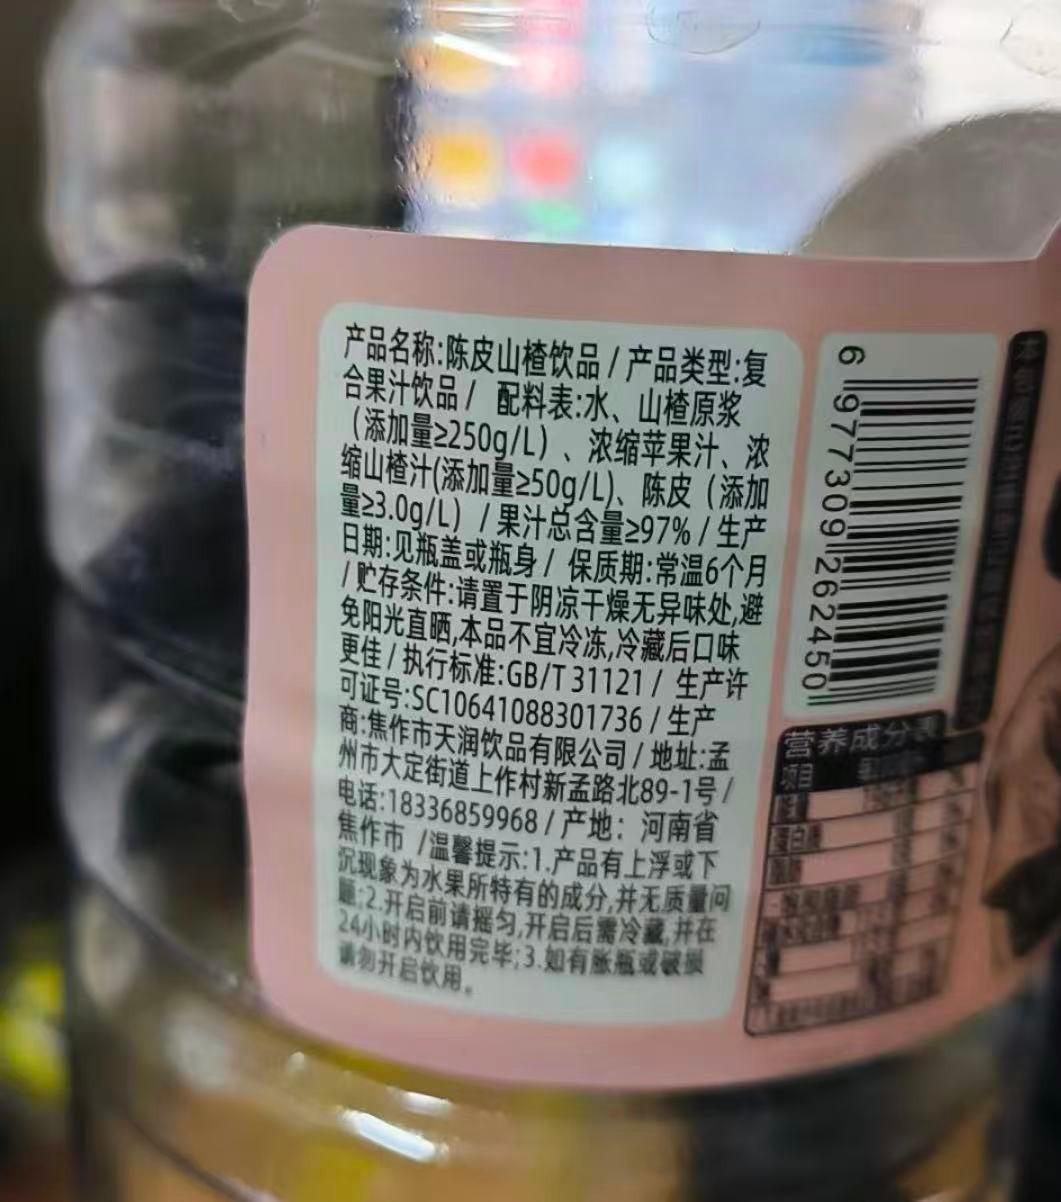 产品名称:陈皮山楂饮品 / 产品类型:复
合果汁饮品 / 配料表:水、山楂原浆
（添加量≥250g/L）、浓缩苹果汁、浓
缩山楂汁(添加量≥50g/L)、陈皮（添加
量≥3.0g/L）/ 果汁总含量≥97% / 生产
日期:见瓶盖或瓶身 / 保质期:常温6个月
/ 贮存条件:请置于阴凉干燥无异味处,避
免阳光直晒,本品不宜冷冻,冷藏后口味
更佳 / 执行标准:GB/T 31121 / 生产许
可证号:SC10641088301736 / 生产
商:焦作市天润饮品有限公司 / 地址:孟
州市大定街道上作村新孟路北89-1号 /
电话:18336859968 / 产地：河南省
焦作市 /温馨提示:1.产品有上浮或下
沉现象为水果所特有的成分,并无质量问
题;2.开启前请摇匀,开启后需冷藏,并在
24小时内饮用完毕;3.如有胀瓶或破损
请勿开启饮用。
6 977309 262450
营养成分表
项目
蛋白质